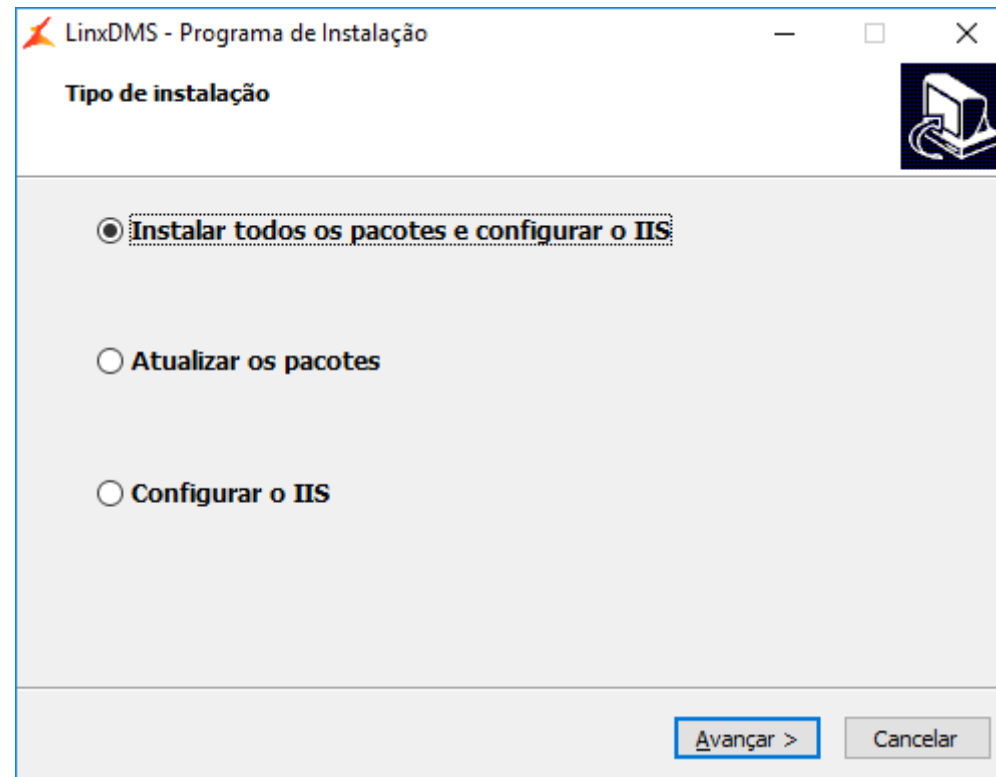 LinxDMS - Programa de Instalação
Tipo de instalação
Instalar todos os pacotes e configurar o IIS
Atualizar os pacotes
Configurar o IIS
Avançar >
Cancelar